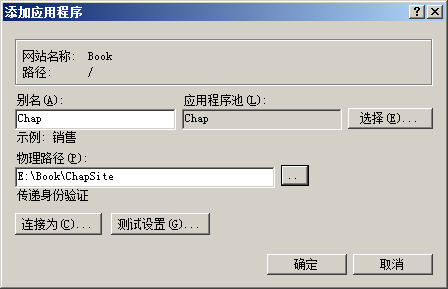 添加应用程序
网站名称: Book
路径: /
别名(A): 应用程序池(L):
Chap Chap 选择(E)...
示例: 销售
物理路径(P):
E:\Book\ChapSite ..
传递身份验证
连接为(C)... 测试设置(G)...
确定 取消